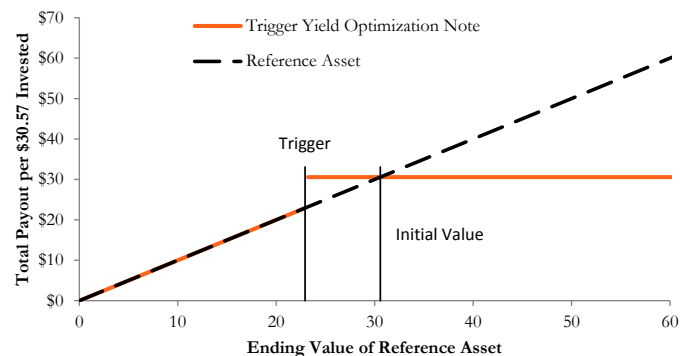 Total Payout per $30.57 Invested
$70
$60
$50
$40
$30
$20
$10
$0
Trigger Yield Optimization Note
Reference Asset
Trigger
Initial Value
0 10 20 30 40 50 60
Ending Value of Reference Asset